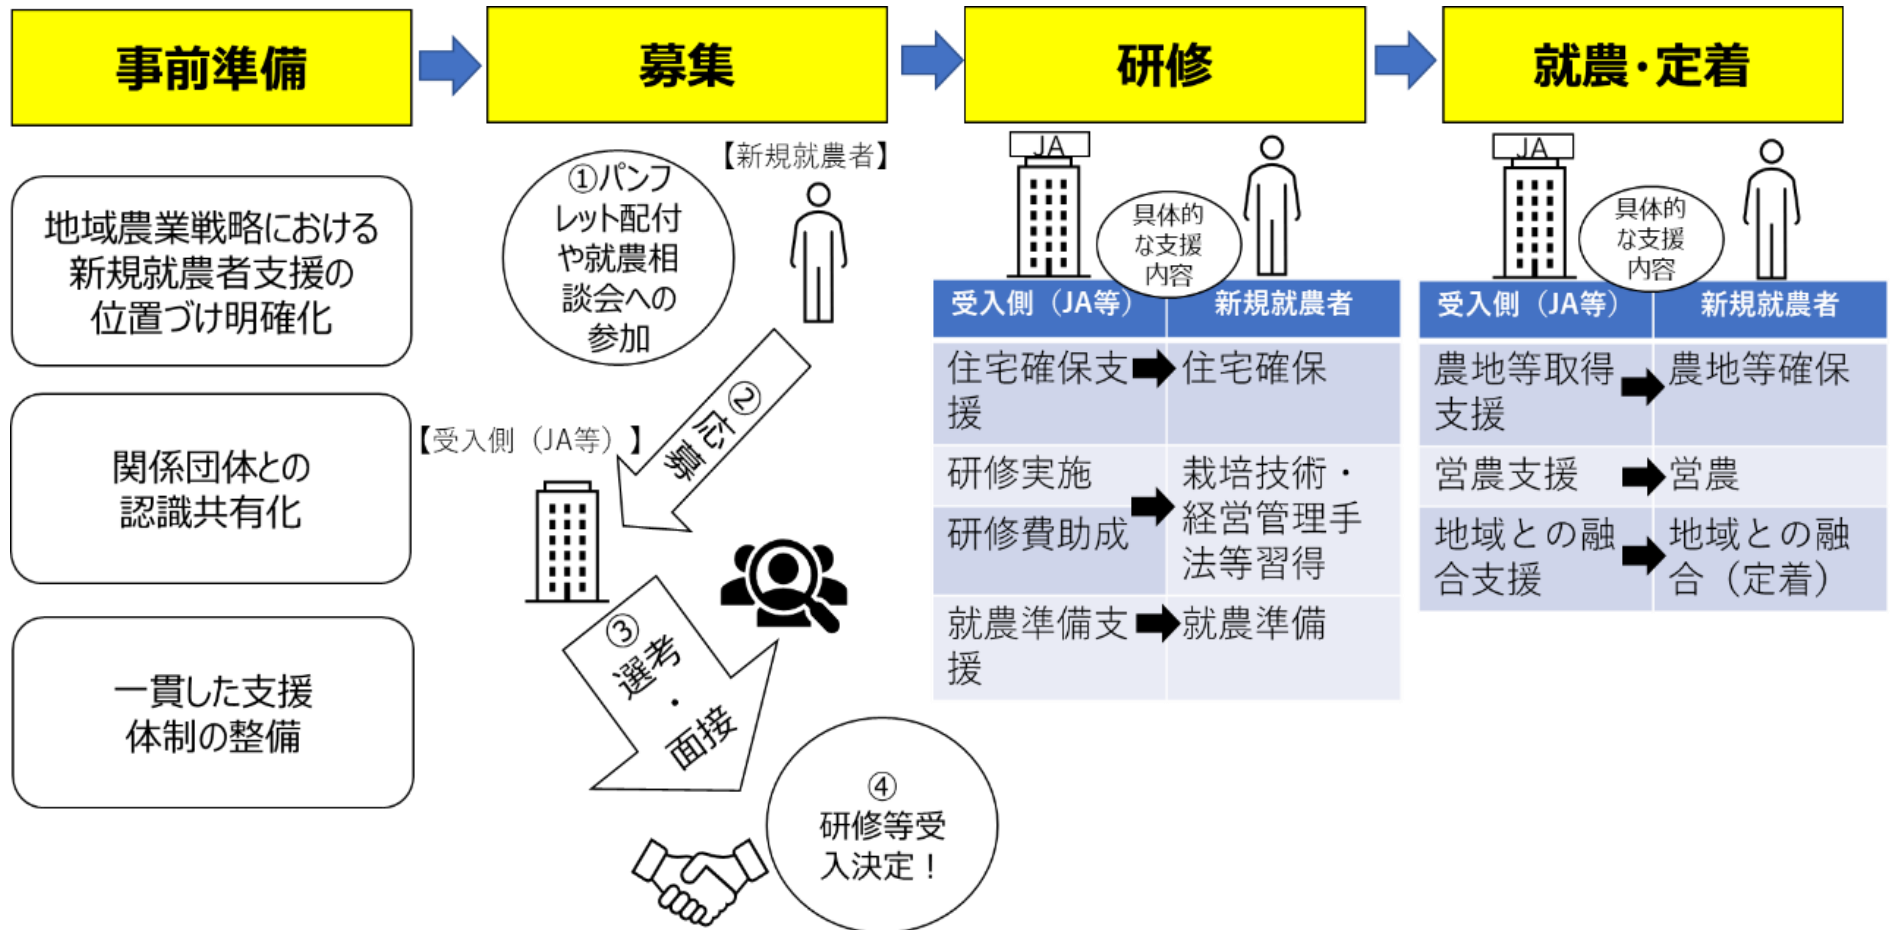 事前準備
募集
研修
就農・定着
地域農業戦略における
新規就農者支援の
位置づけ明確化
関係団体との
認識共有化
一貫した支援
体制の整備
①パンフ
レット配付
や就農相
談会への
参加
【新規就農者】
②
応募
【受入側（JA等）】
③
選考・面接
④
研修等受
入決定！
JA
具体的
な支援
内容
受入側（JA等）
新規就農者
住宅確保支
援
住宅確保
研修実施
研修費助成
栽培技術・
経営管理手
法等習得
就農準備支
援
就農準備
JA
具体的
な支援
内容
受入側（JA等）
新規就農者
農地等取得
支援
農地等確保
営農支援
営農
地域との融
合支援
地域との融
合（定着）